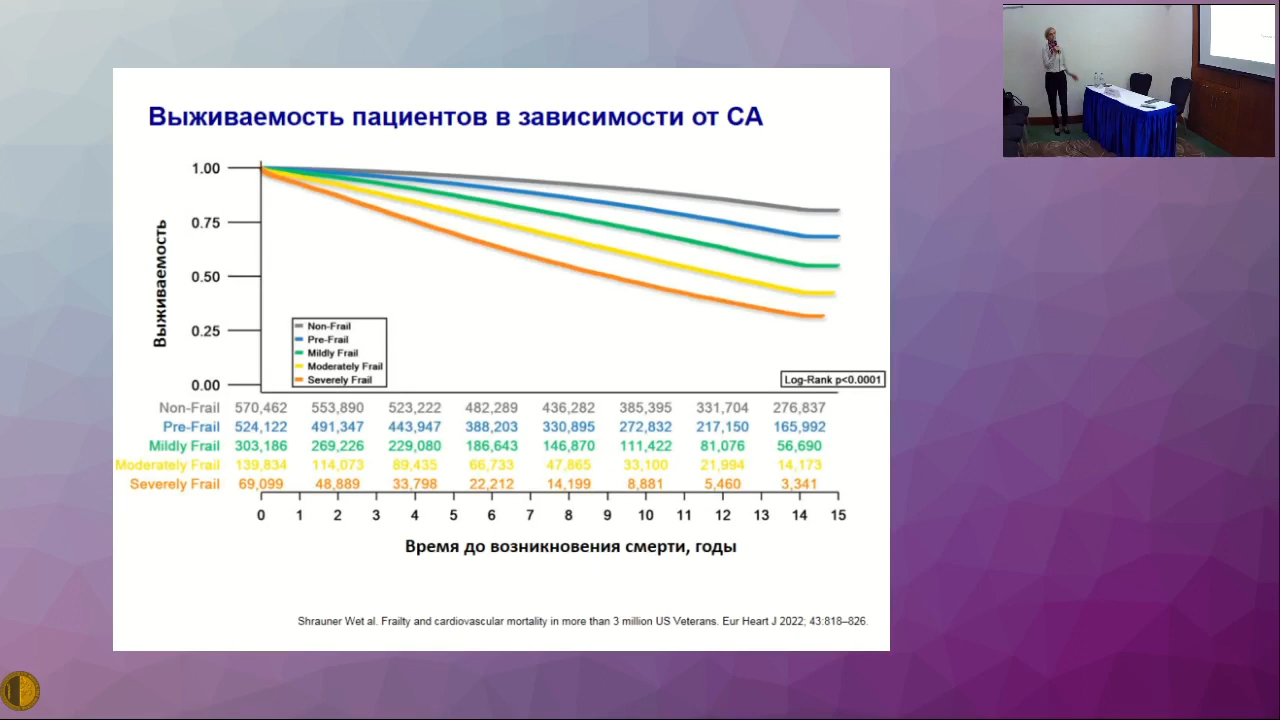 Выживаемость пациентов в зависимости от СА
1.00
0.75
0.50
0.25
0.00
Выживаемость
Non-Frail
Pre-Frail
Mildly Frail
Moderately Frail
Severely Frail
Log-Rank p<0.0001
Non-Frail 570,462 553,890 523,222 482,289 436,282 385,395 331,704 276,837
Pre-Frail 524,122 491,347 443,947 388,203 330,895 272,832 217,150 165,992
Mildly Frail 303,186 269,226 229,080 186,643 146,870 111,422 81,076 56,690
Moderately Frail 139,834 114,073 89,435 66,733 47,865 33,100 21,994 14,173
Severely Frail 69,099 48,889 33,798 22,212 14,199 8,881 5,460 3,341
0 1 2 3 4 5 6 7 8 9 10 11 12 13 14 15
Время до возникновения смерти, годы
Shrauner Wet al. Frailty and cardiovascular mortality in more than 3 million US Veterans. Eur Heart J 2022; 43:818–826.